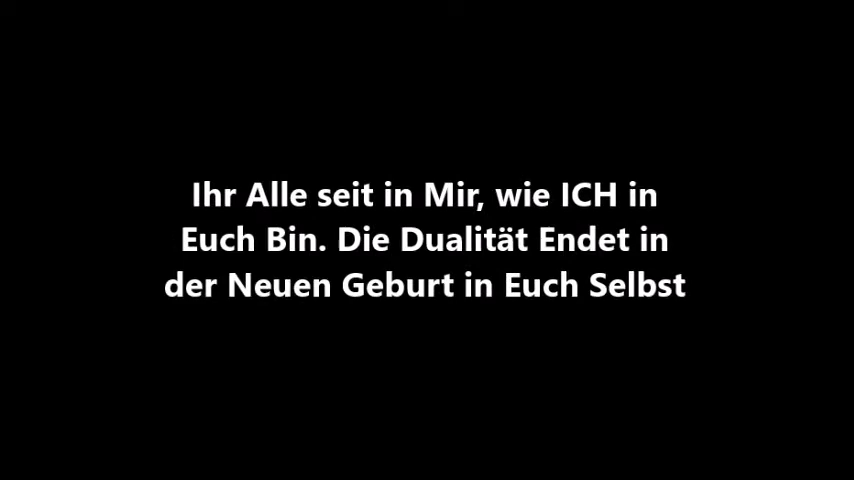 Ihr Alle seit in Mir, wie ICH in
Euch Bin. Die Dualität Endet in
der Neuen Geburt in Euch Selbst